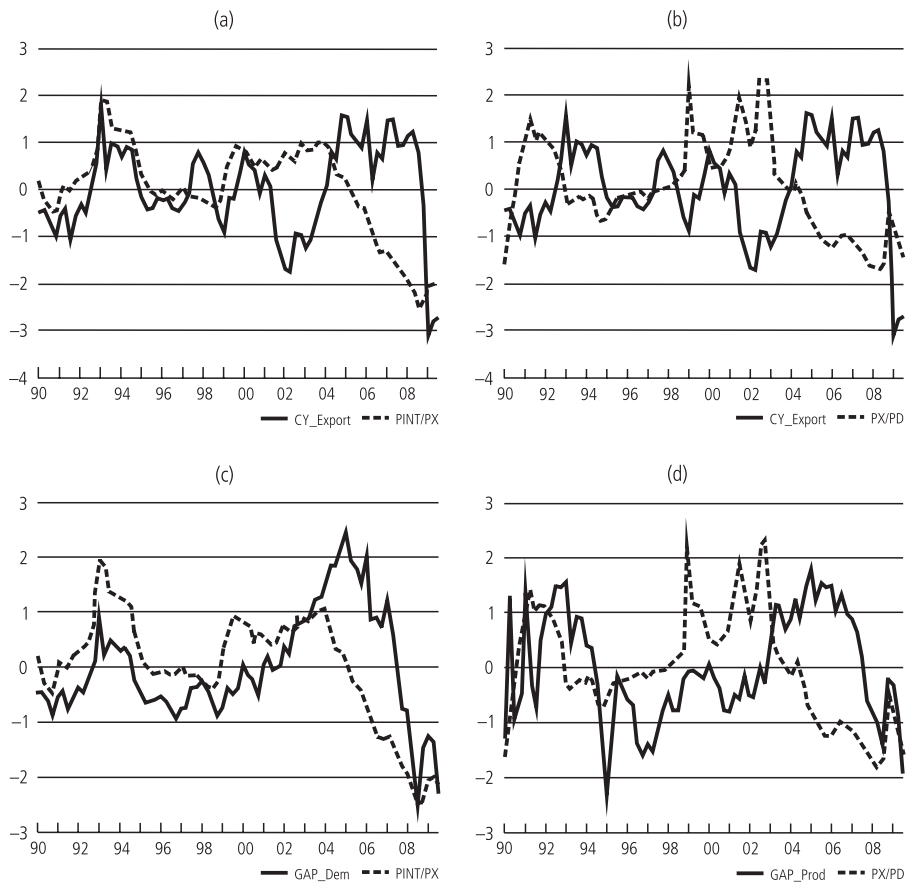 (a)
3
2
1
0
–1
–2
–3
–4
90 92 94 96 98 00 02 04 06 08
CY_Export PINT/PX
(b)
3
2
1
0
–1
–2
–3
–4
90 92 94 96 98 00 02 04 06 08
CY_Export PX/PD
(c)
3
2
1
0
–1
–2
–3
90 92 94 96 98 00 02 04 06 08
GAP_Dem PINT/PX
(d)
3
2
1
0
–1
–2
–3
90 92 94 96 98 00 02 04 06 08
GAP_Prod PX/PD